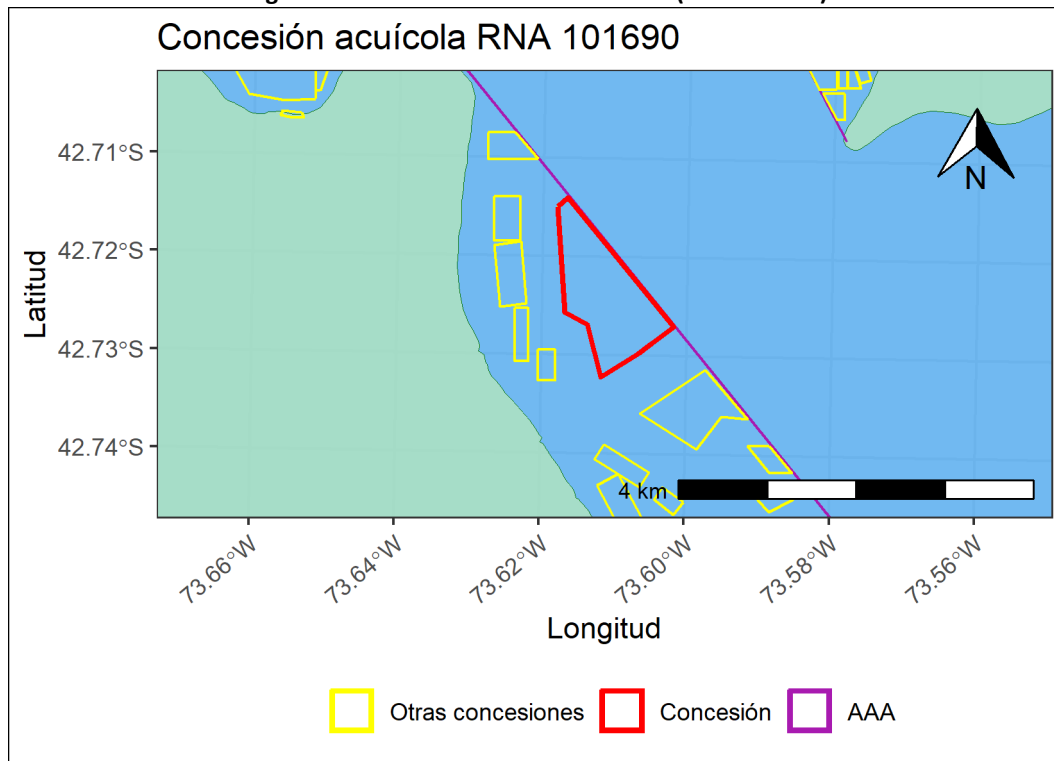 Concesión acuícola RNA 101690
N
42.71°S
42.72°S
42.73°S
42.74°S
Latitud
4 km
73.66°W
73.64°W
73.62°W
73.60°W
73.58°W
73.56°W
Longitud
Otras concesiones
Concesión
AAA